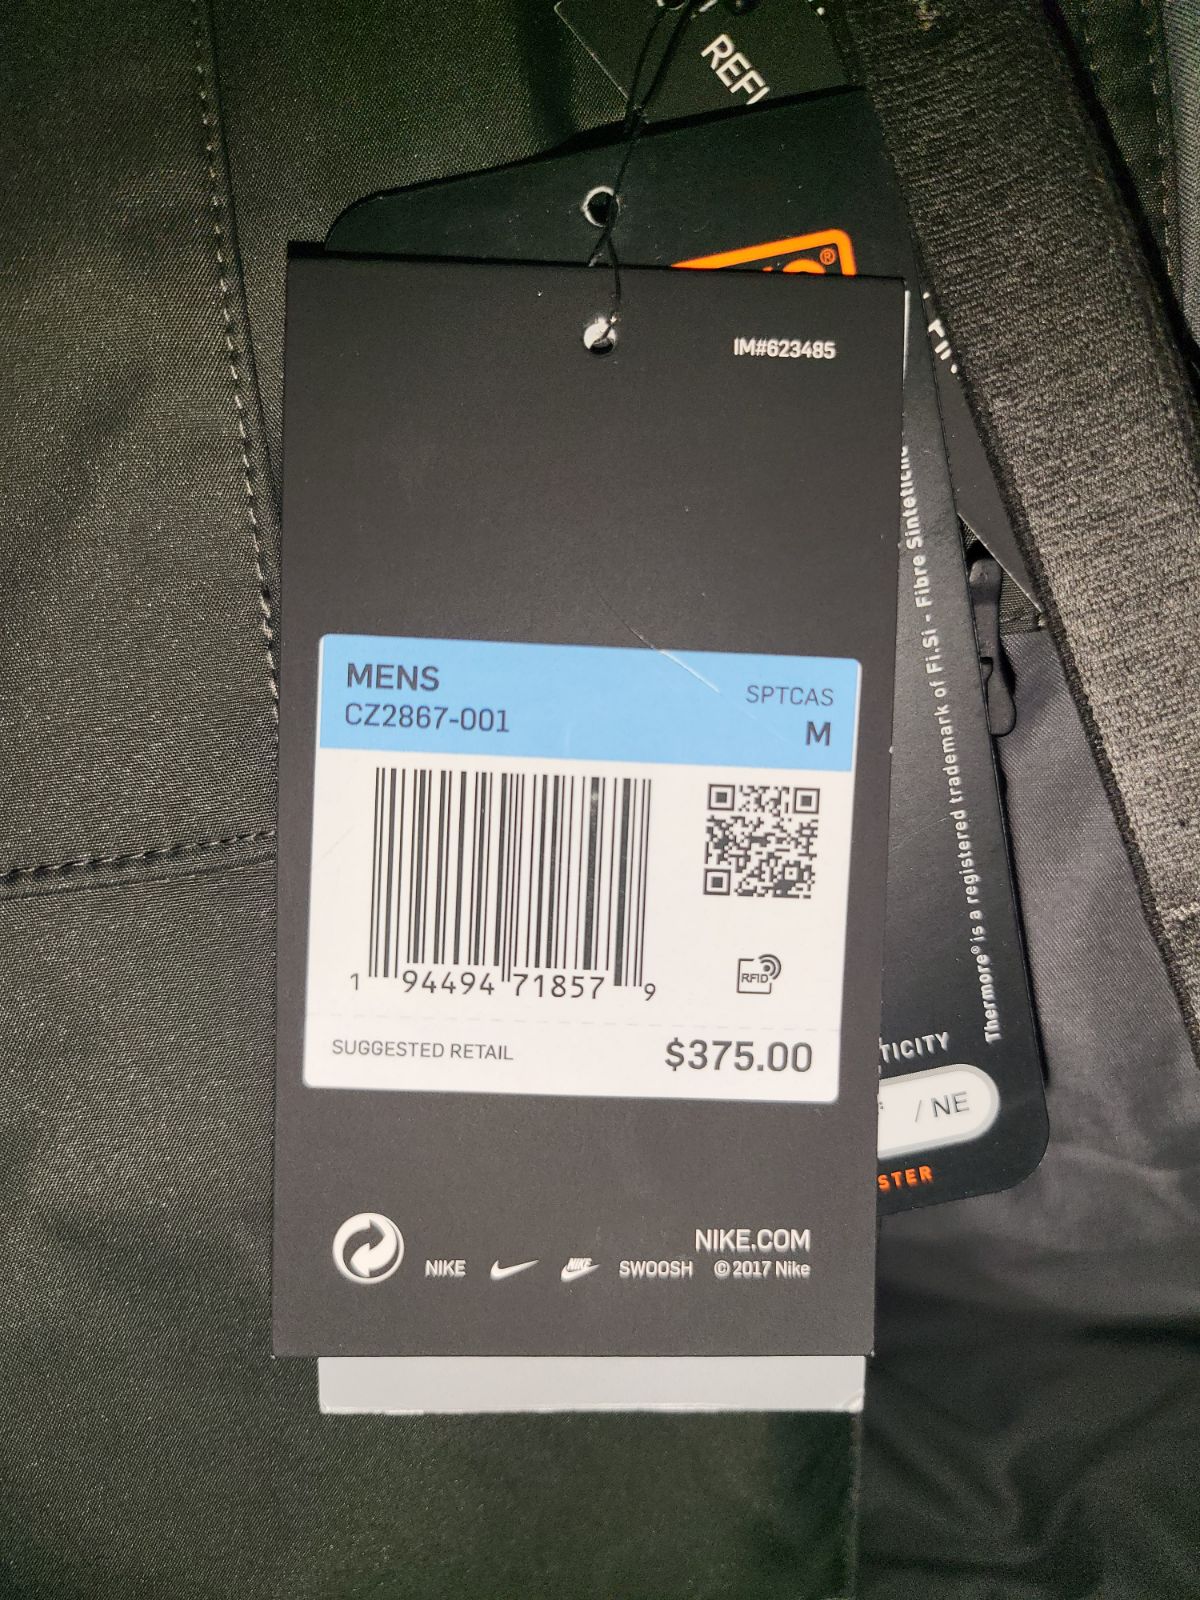 REFL
IM#623485
MENS
CZ2867-001
SPTCAS
M
1 94494 71857 9
RFID
SUGGESTED RETAIL
$375.00
NIKE.COM
NIKE NIKE SWOOSH © 2017 Nike
Thermore® is a registered trademark of Fi.Si - Fibre Sintetiche
TICITY
/ NE
STER